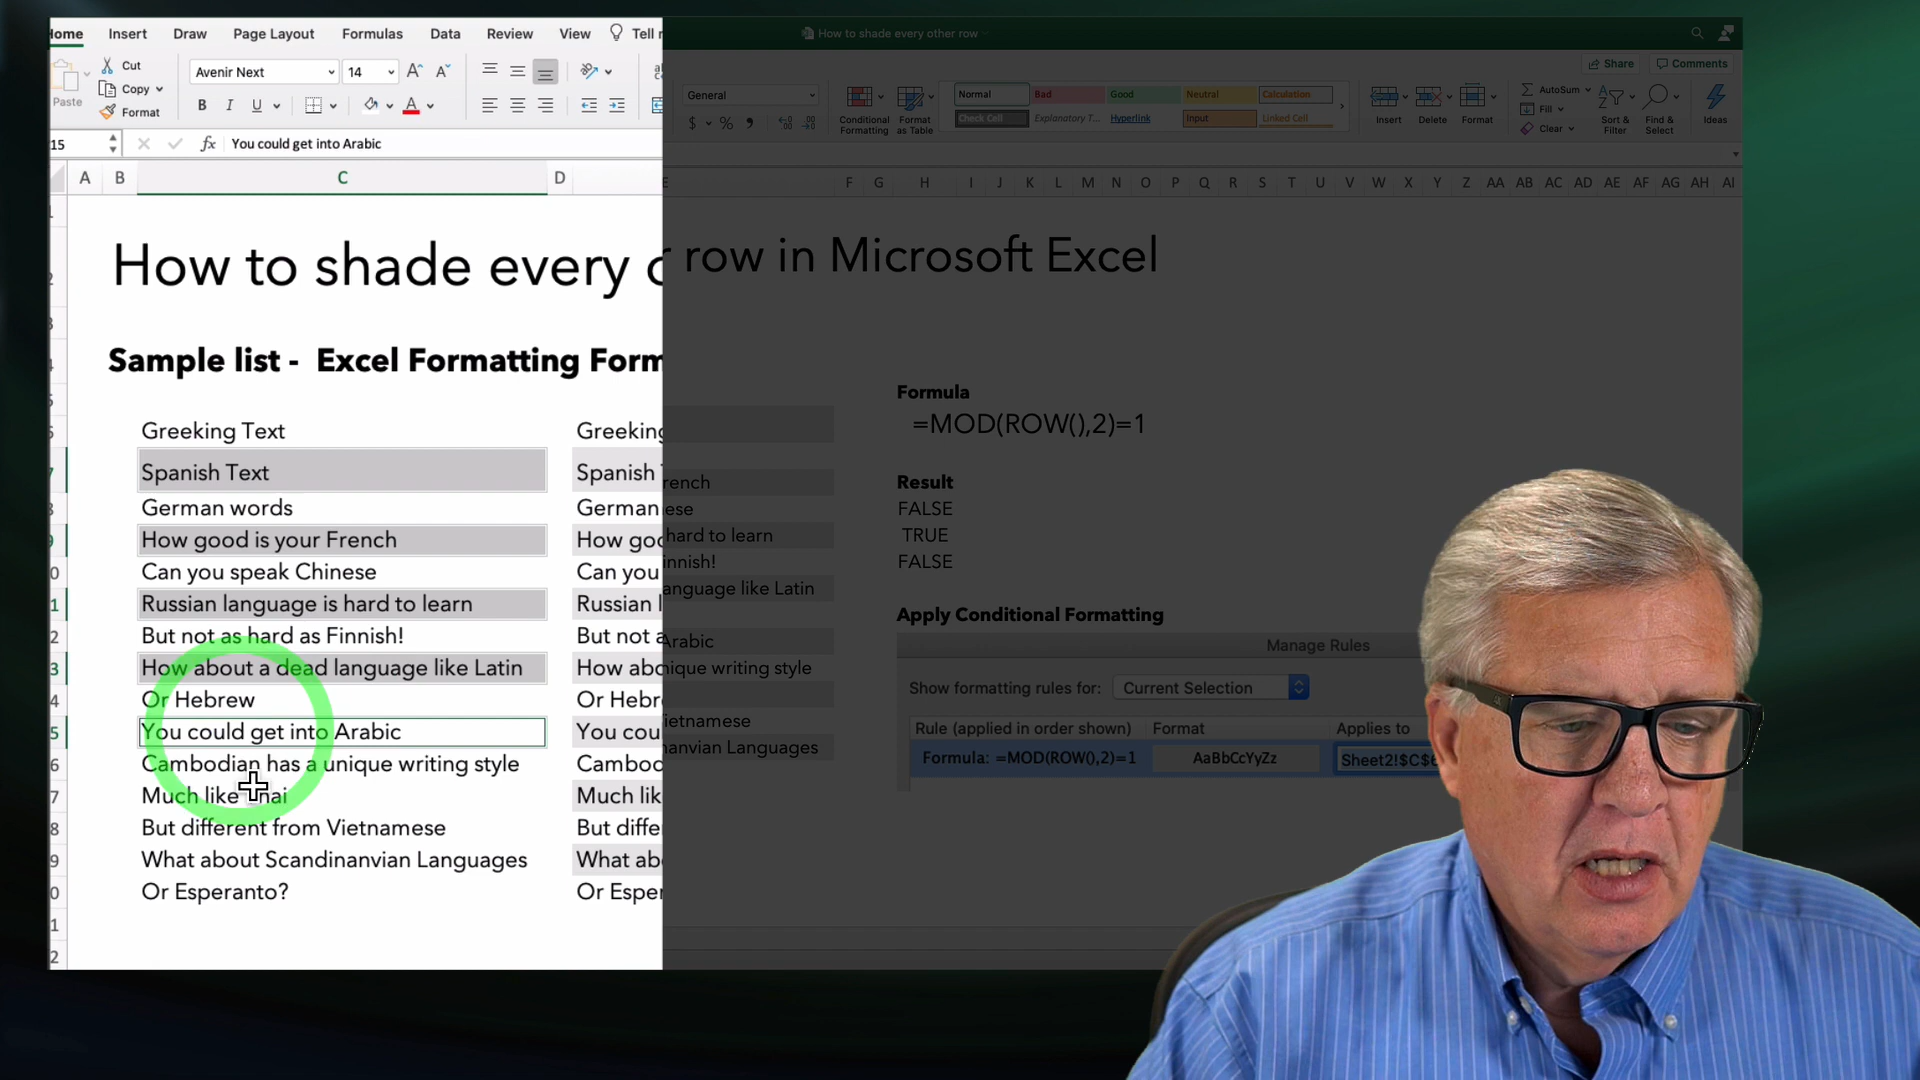 Home Insert Draw Page Layout Formulas Data Review View Tell
How to shade every other row
Share Comments
Cut
Copy
Format
Paste
Avenir Next 14
B I U
General
$ %
Conditional Formatting
Format as Table
Normal Bad Good Neutral Calculation
Check Cell Explanatory T... Hyperlink Input Linked Cell
Insert Delete Format
AutoSum
Fill
Clear
Sort & Filter
Find & Select
Ideas
15 fx You could get into Arabic
A B C D
E F G H I J K L M N O P Q R S T U V W X Y Z AA AB AC AD AE AF AG AH AI
How to shade every o
row in Microsoft Excel
Sample list - Excel Formatting Form
Greeking Text
Spanish Text
German words
How good is your French
Can you speak Chinese
Russian language is hard to learn
But not as hard as Finnish!
How about a dead language like Latin
Or Hebrew
You could get into Arabic
Cambodian has a unique writing style
Much like Thai
But different from Vietnamese
What about Scandinanvian Languages
Or Esperanto?
Greeking
Spanish
German
How goo
Can you
Russian l
But not a
How abo
Or Hebr
You coul
Cambod
Much lik
But diffe
What abo
Or Esper
rench
ese
hard to learn
innish!
anguage like Latin
Arabic
nique writing style
ietnamese
nanvian Languages
Formula
=MOD(ROW(),2)=1
Result
FALSE
TRUE
FALSE
Apply Conditional Formatting
Manage Rules
Show formatting rules for: Current Selection
Rule (applied in order shown) Format Applies to
Formula: =MOD(ROW(),2)=1 AaBbCcYyZz Sheet2!$C$6